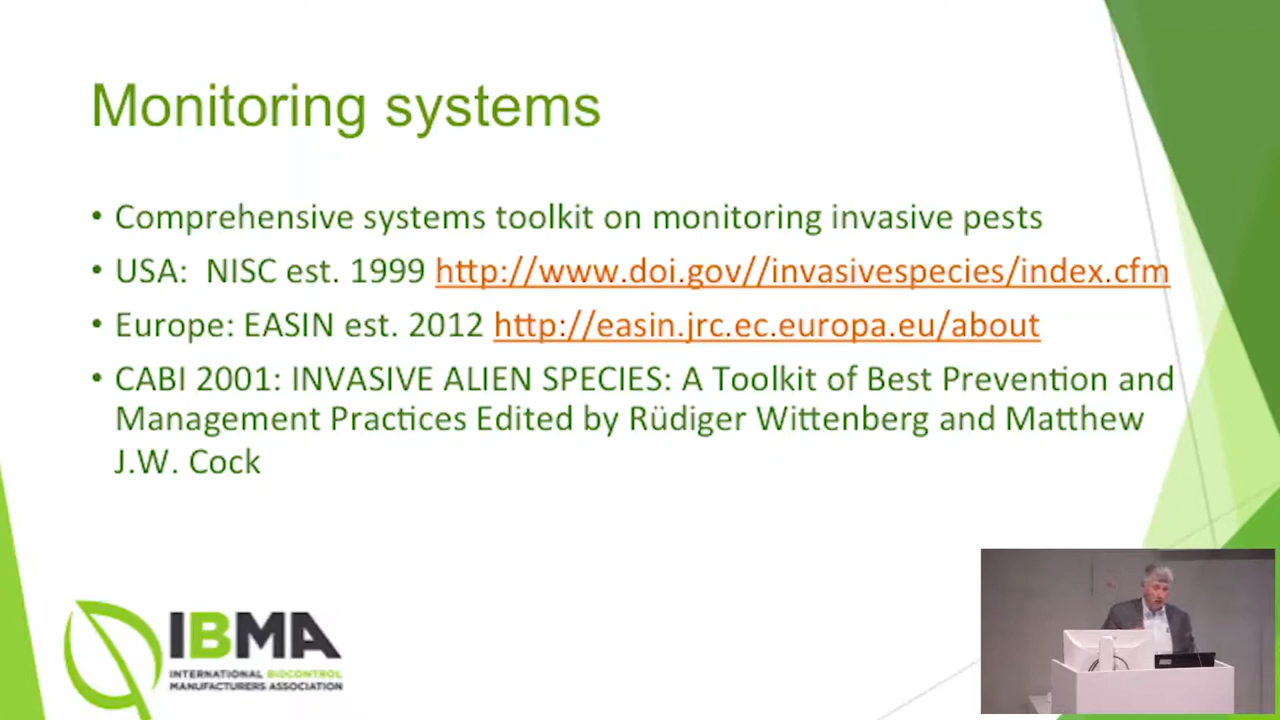 Monitoring systems
• Comprehensive systems toolkit on monitoring invasive pests
• USA: NISC est. 1999 http://www.doi.gov//invasivespecies/index.cfm
• Europe: EASIN est. 2012 http://easin.jrc.ec.europa.eu/about
• CABI 2001: INVASIVE ALIEN SPECIES: A Toolkit of Best Prevention and
Management Practices Edited by Rüdiger Wittenberg and Matthew
J.W. Cock
IBMA
INTERNATIONAL BIOCONTROL
MANUFACTURERS ASSOCIATION